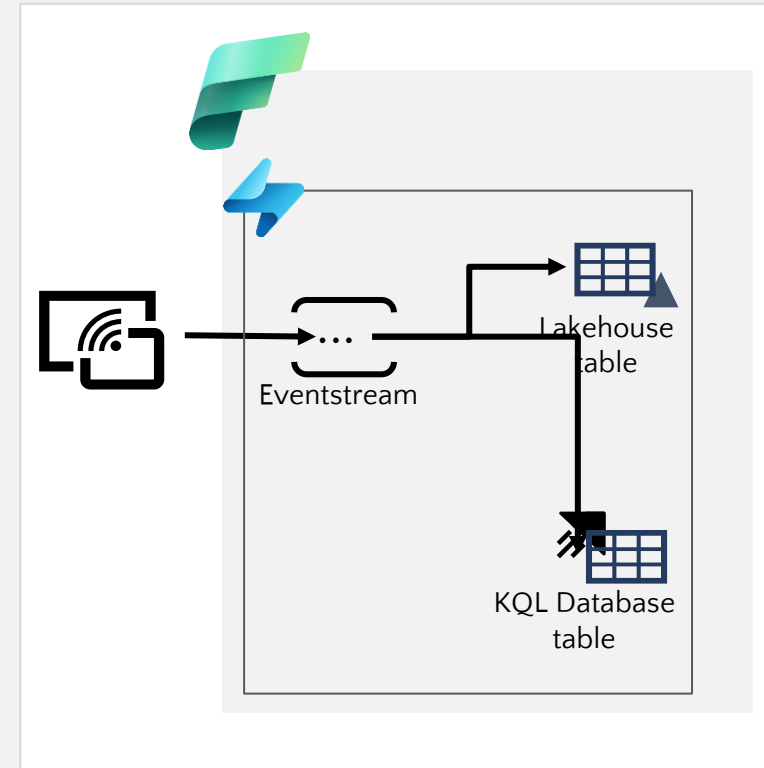 Lakehouse
table
...
Eventstream
KQL Database
table